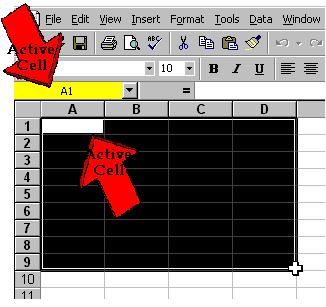 File Edit View Insert Format Tools Data Window
Active
Cell
ABC
10 B I U
A1 =
A B C D
1
2
Active
3
Cell
4
5
6
7
8
9
10
11